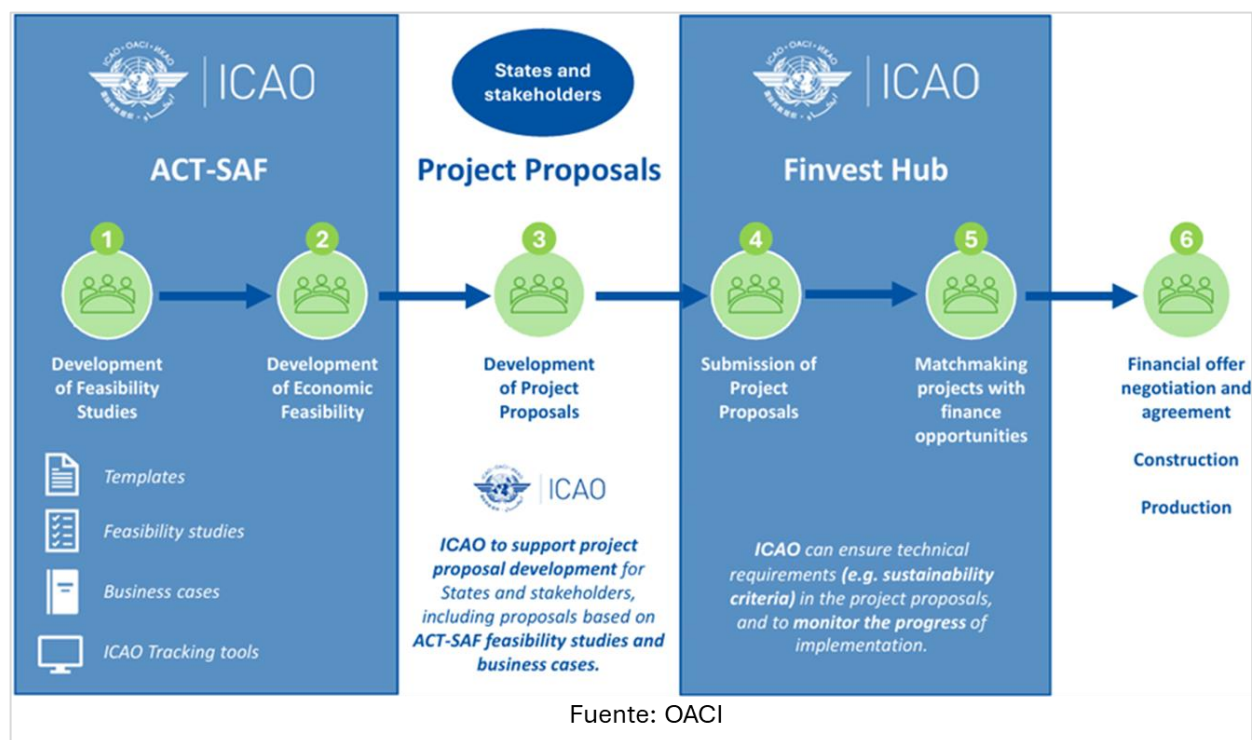 ICAO
ACT-SAF
1
Development
of Feasibility
Studies
2
Development
of Economic
Feasibility
Templates
Feasibility studies
Business cases
ICAO Tracking tools
States and
stakeholders
Project Proposals
3
Development
of Project
Proposals
ICAO
ICAO to support project
proposal development for
States and stakeholders,
including proposals based on
ACT-SAF feasibility studies and
business cases.
ICAO
Finvest Hub
4
Submission of
Project
Proposals
5
Matchmaking
projects with
finance
opportunities
ICAO can ensure technical
requirements (e.g. sustainability
criteria) in the project proposals,
and to monitor the progress of
implementation.
6
Financial offer
negotiation and
agreement
Construction
Production
Fuente: OACI